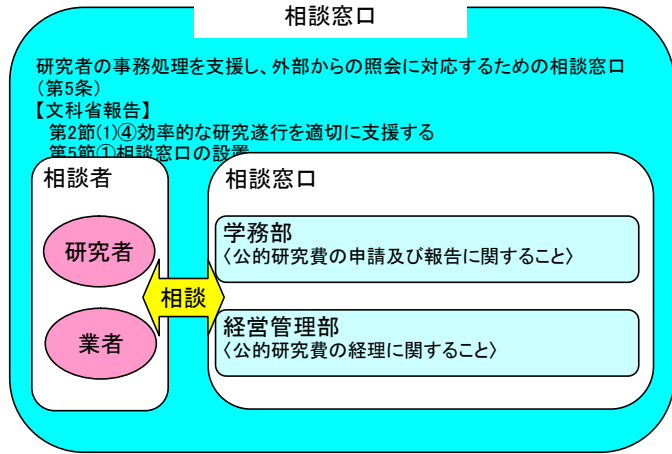 相談窓口
研究者の事務処理を支援し、外部からの照会に対応するための相談窓口
(第5条)
【文科省報告】
第2節(1)④効率的な研究遂行を適切に支援する
第5節①相談窓口の設置
相談者
研究者
業者
相談
相談窓口
学務部
〈公的研究費の申請及び報告に関すること〉
経営管理部
〈公的研究費の経理に関すること〉